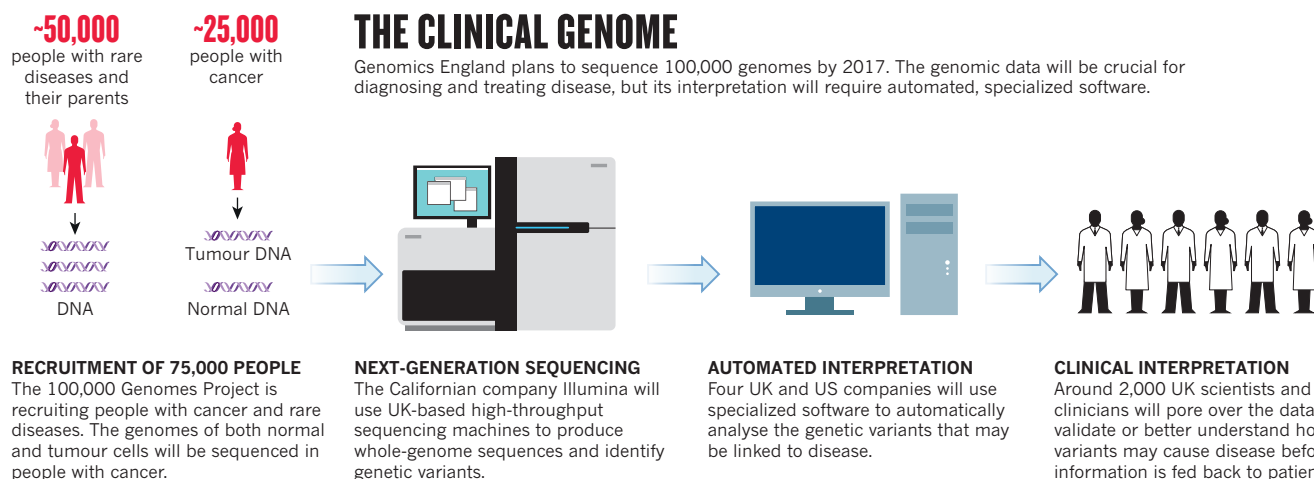 ~50,000
people with rare
diseases and
their parents
~25,000
people with
cancer
THE CLINICAL GENOME
Genomics England plans to sequence 100,000 genomes by 2017. The genomic data will be crucial for
diagnosing and treating disease, but its interpretation will require automated, specialized software.
DNA
Tumour DNA
Normal DNA
RECRUITMENT OF 75,000 PEOPLE
The 100,000 Genomes Project is
recruiting people with cancer and rare
diseases. The genomes of both normal
and tumour cells will be sequenced in
people with cancer.
NEXT-GENERATION SEQUENCING
The Californian company Illumina will
use UK-based high-throughput
sequencing machines to produce
whole-genome sequences and identify
genetic variants.
AUTOMATED INTERPRETATION
Four UK and US companies will use
specialized software to automatically
analyse the genetic variants that may
be linked to disease.
CLINICAL INTERPRETATION
Around 2,000 UK scientists and
clinicians will pore over the data
validate or better understand
variants may cause disease
information is fed back to